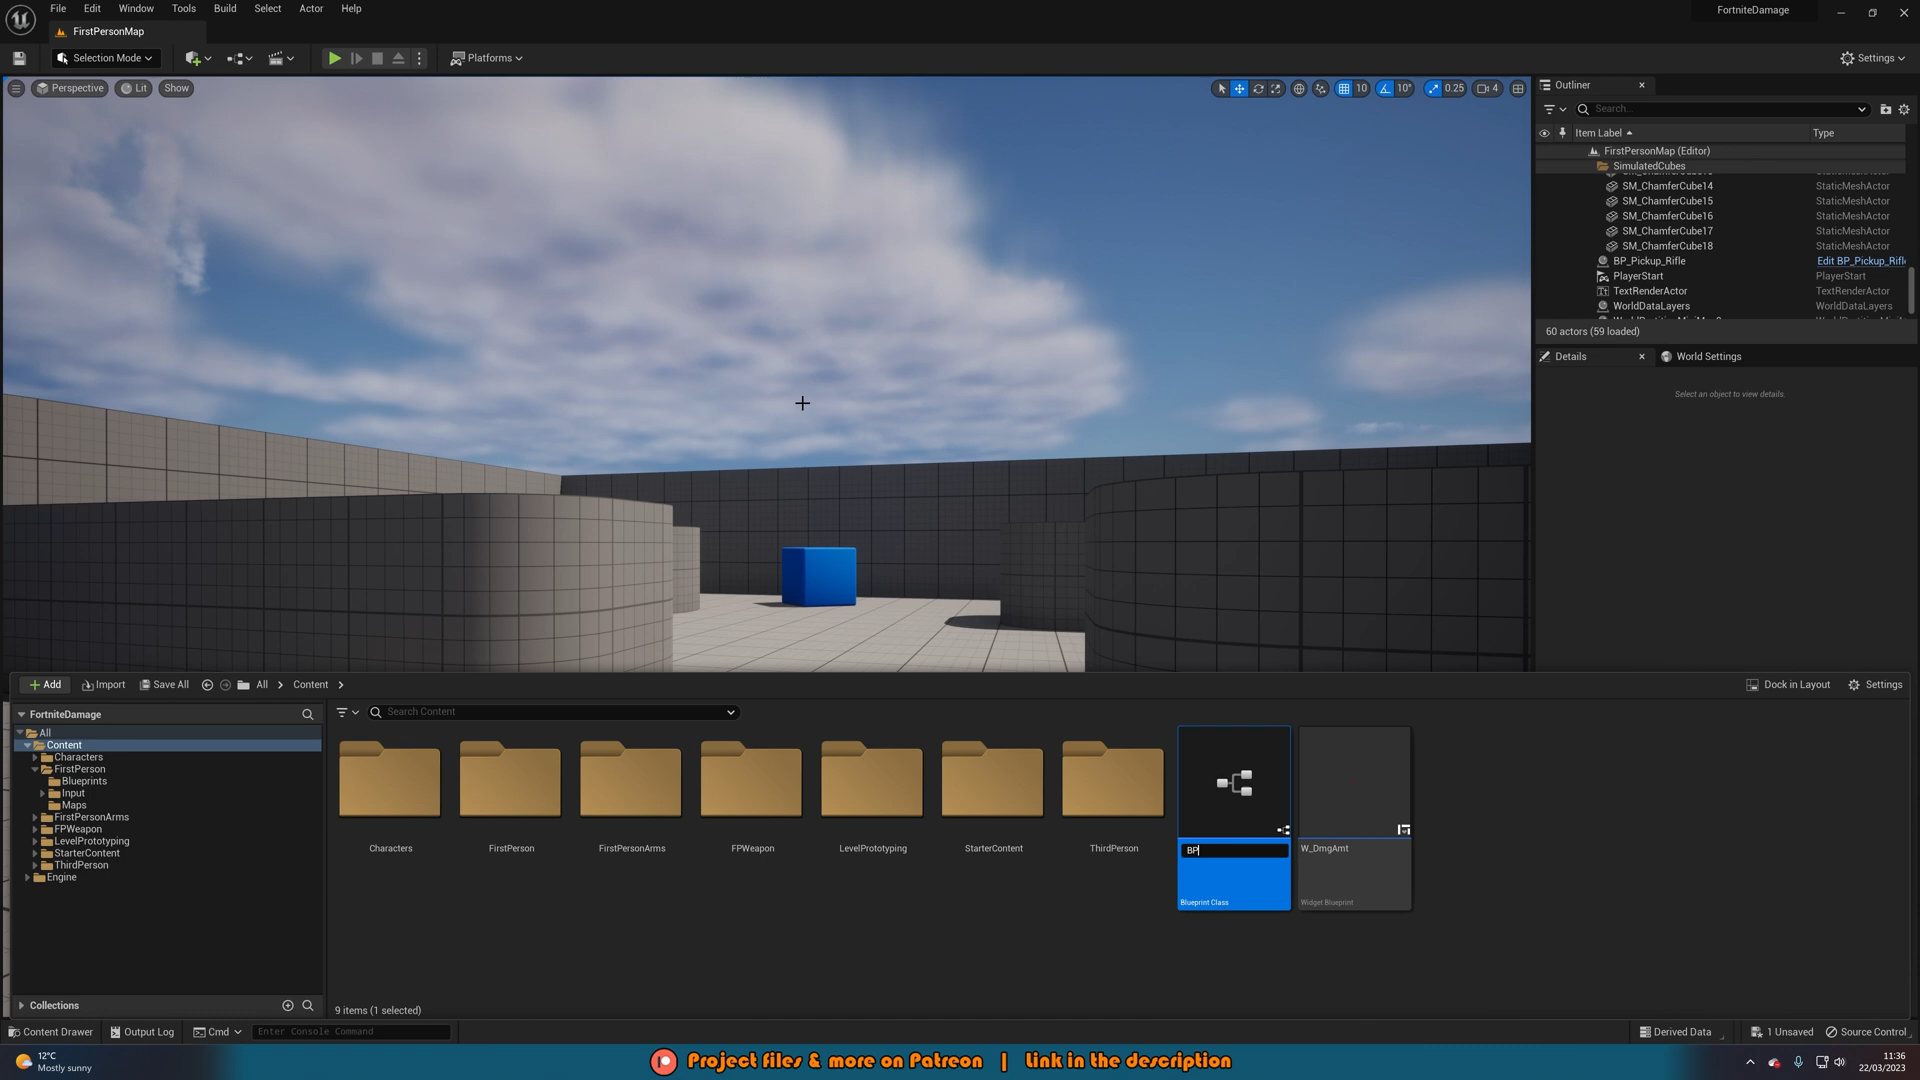 File Edit Window Tools Build Select Actor Help
FortniteDamage
FirstPersonMap
Selection Mode
Platforms
Settings
Perspective
Lit
Show
10
10°
0.25
4
Outliner
Search...
Item Label
Type
FirstPersonMap (Editor)
SimulatedCubes
SM_ChamferCube14 StaticMeshActor
SM_ChamferCube15 StaticMeshActor
SM_ChamferCube16 StaticMeshActor
SM_ChamferCube17 StaticMeshActor
SM_ChamferCube18 StaticMeshActor
BP_Pickup_Rifle Edit BP_Pickup_Rifl
PlayerStart PlayerStart
TextRenderActor TextRenderActor
WorldDataLayers WorldDataLayers
60 actors (59 loaded)
Details
World Settings
Select an object to view details.
Add
Import
Save All
All
Content
Dock in Layout
Settings
FortniteDamage
Search Content
All
Content
Characters
FirstPerson
Blueprints
Input
Maps
FirstPersonArms
FPWeapon
LevelPrototyping
StarterContent
ThirdPerson
Engine
Characters
FirstPerson
FirstPersonArms
FPWeapon
LevelPrototyping
StarterContent
ThirdPerson
BP
Blueprint Class
W_DmgAmt
Widget Blueprint
Collections
9 items (1 selected)
Content Drawer
Output Log
Cmd
Enter Console Command
Derived Data
1 Unsaved
Source Control
12°C
Mostly sunny
Project files & more on Patreon | Link in the description
11:36
22/03/2023